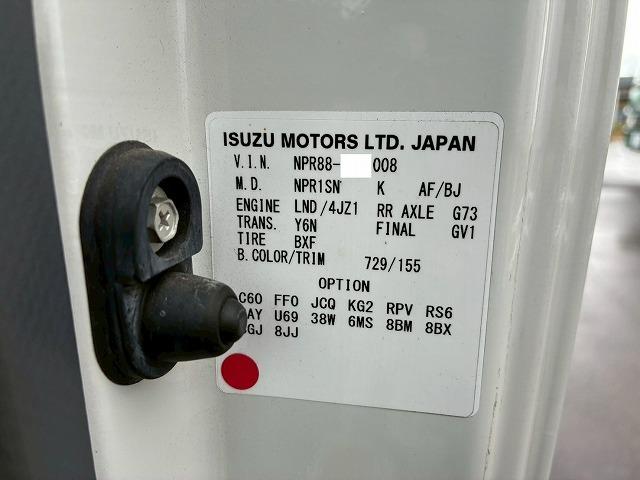 ISUZU MOTORS LTD. JAPAN
V.I.N. NPR88- 008
M.D. NPR1SN K AF/BJ
ENGINE LND/4JZ1 RR AXLE G73
TRANS. Y6N FINAL GV1
TIRE BXF
B.COLOR/TRIM 729/155
OPTION
C60 FF0 JCQ KG2 RPV RS6
AY U69 38W 6MS 8BM 8BX
GJ 8JJ